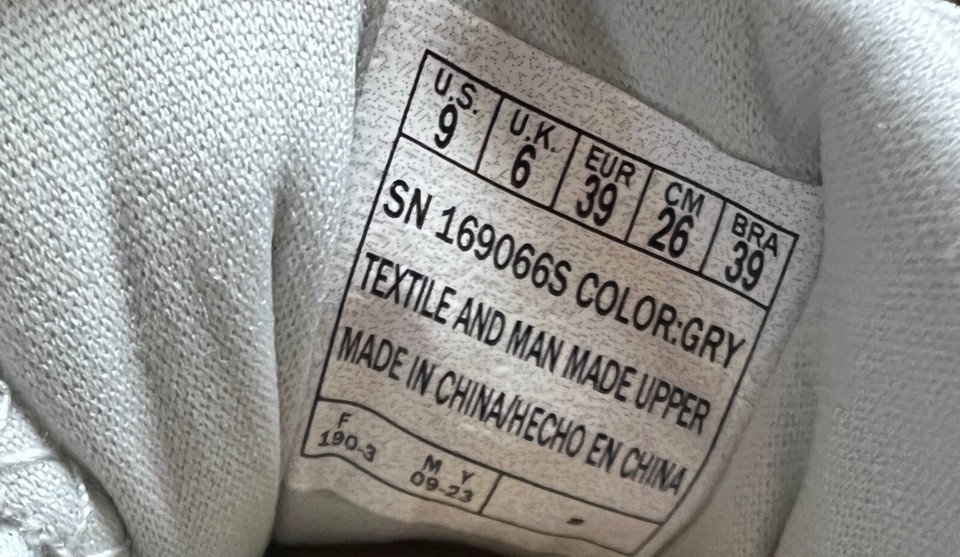 U.S. U.K. EUR CM BRA
9 6 39 26 39
SN 169066S COLOR:GRY
TEXTILE AND MAN MADE UPPER
MADE IN CHINA/HECHO EN CHINA
F M Y
190-3 09-23 -